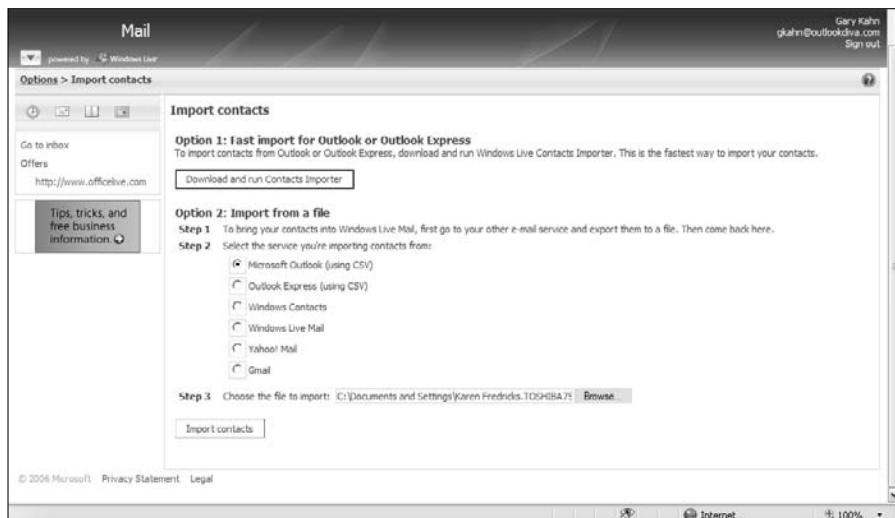 Mail
Gary Kahn
gkahn@outlookdiva.com
Sign out
powered by Windows Live
Options > Import contacts
Import contacts
Go to inbox
Offers
http://www.officelive.com
Tips, tricks, and
free business
information.
Option 1: Fast import for Outlook or Outlook Express
To import contacts from Outlook or Outlook Express, download and run Windows Live Contacts Importer. This is the fastest way to import your contacts.
Download and run Contacts Importer
Option 2: Import from a file
Step 1 To bring your contacts into Windows Live Mail, first go to your other e-mail service and export them to a file. Then come back here.
Step 2 Select the service you're importing contacts from:
Microsoft Outlook (using CSV)
Outlook Express (using CSV)
Windows Contacts
Windows Live Mail
Yahoo! Mail
Gmail
Step 3 Choose the file to import: C:\Documents and Settings\Karen Fredricks.TOSHIBA75 Browse...
Import contacts
© 2006 Microsoft Privacy Statement Legal
Internet 100%